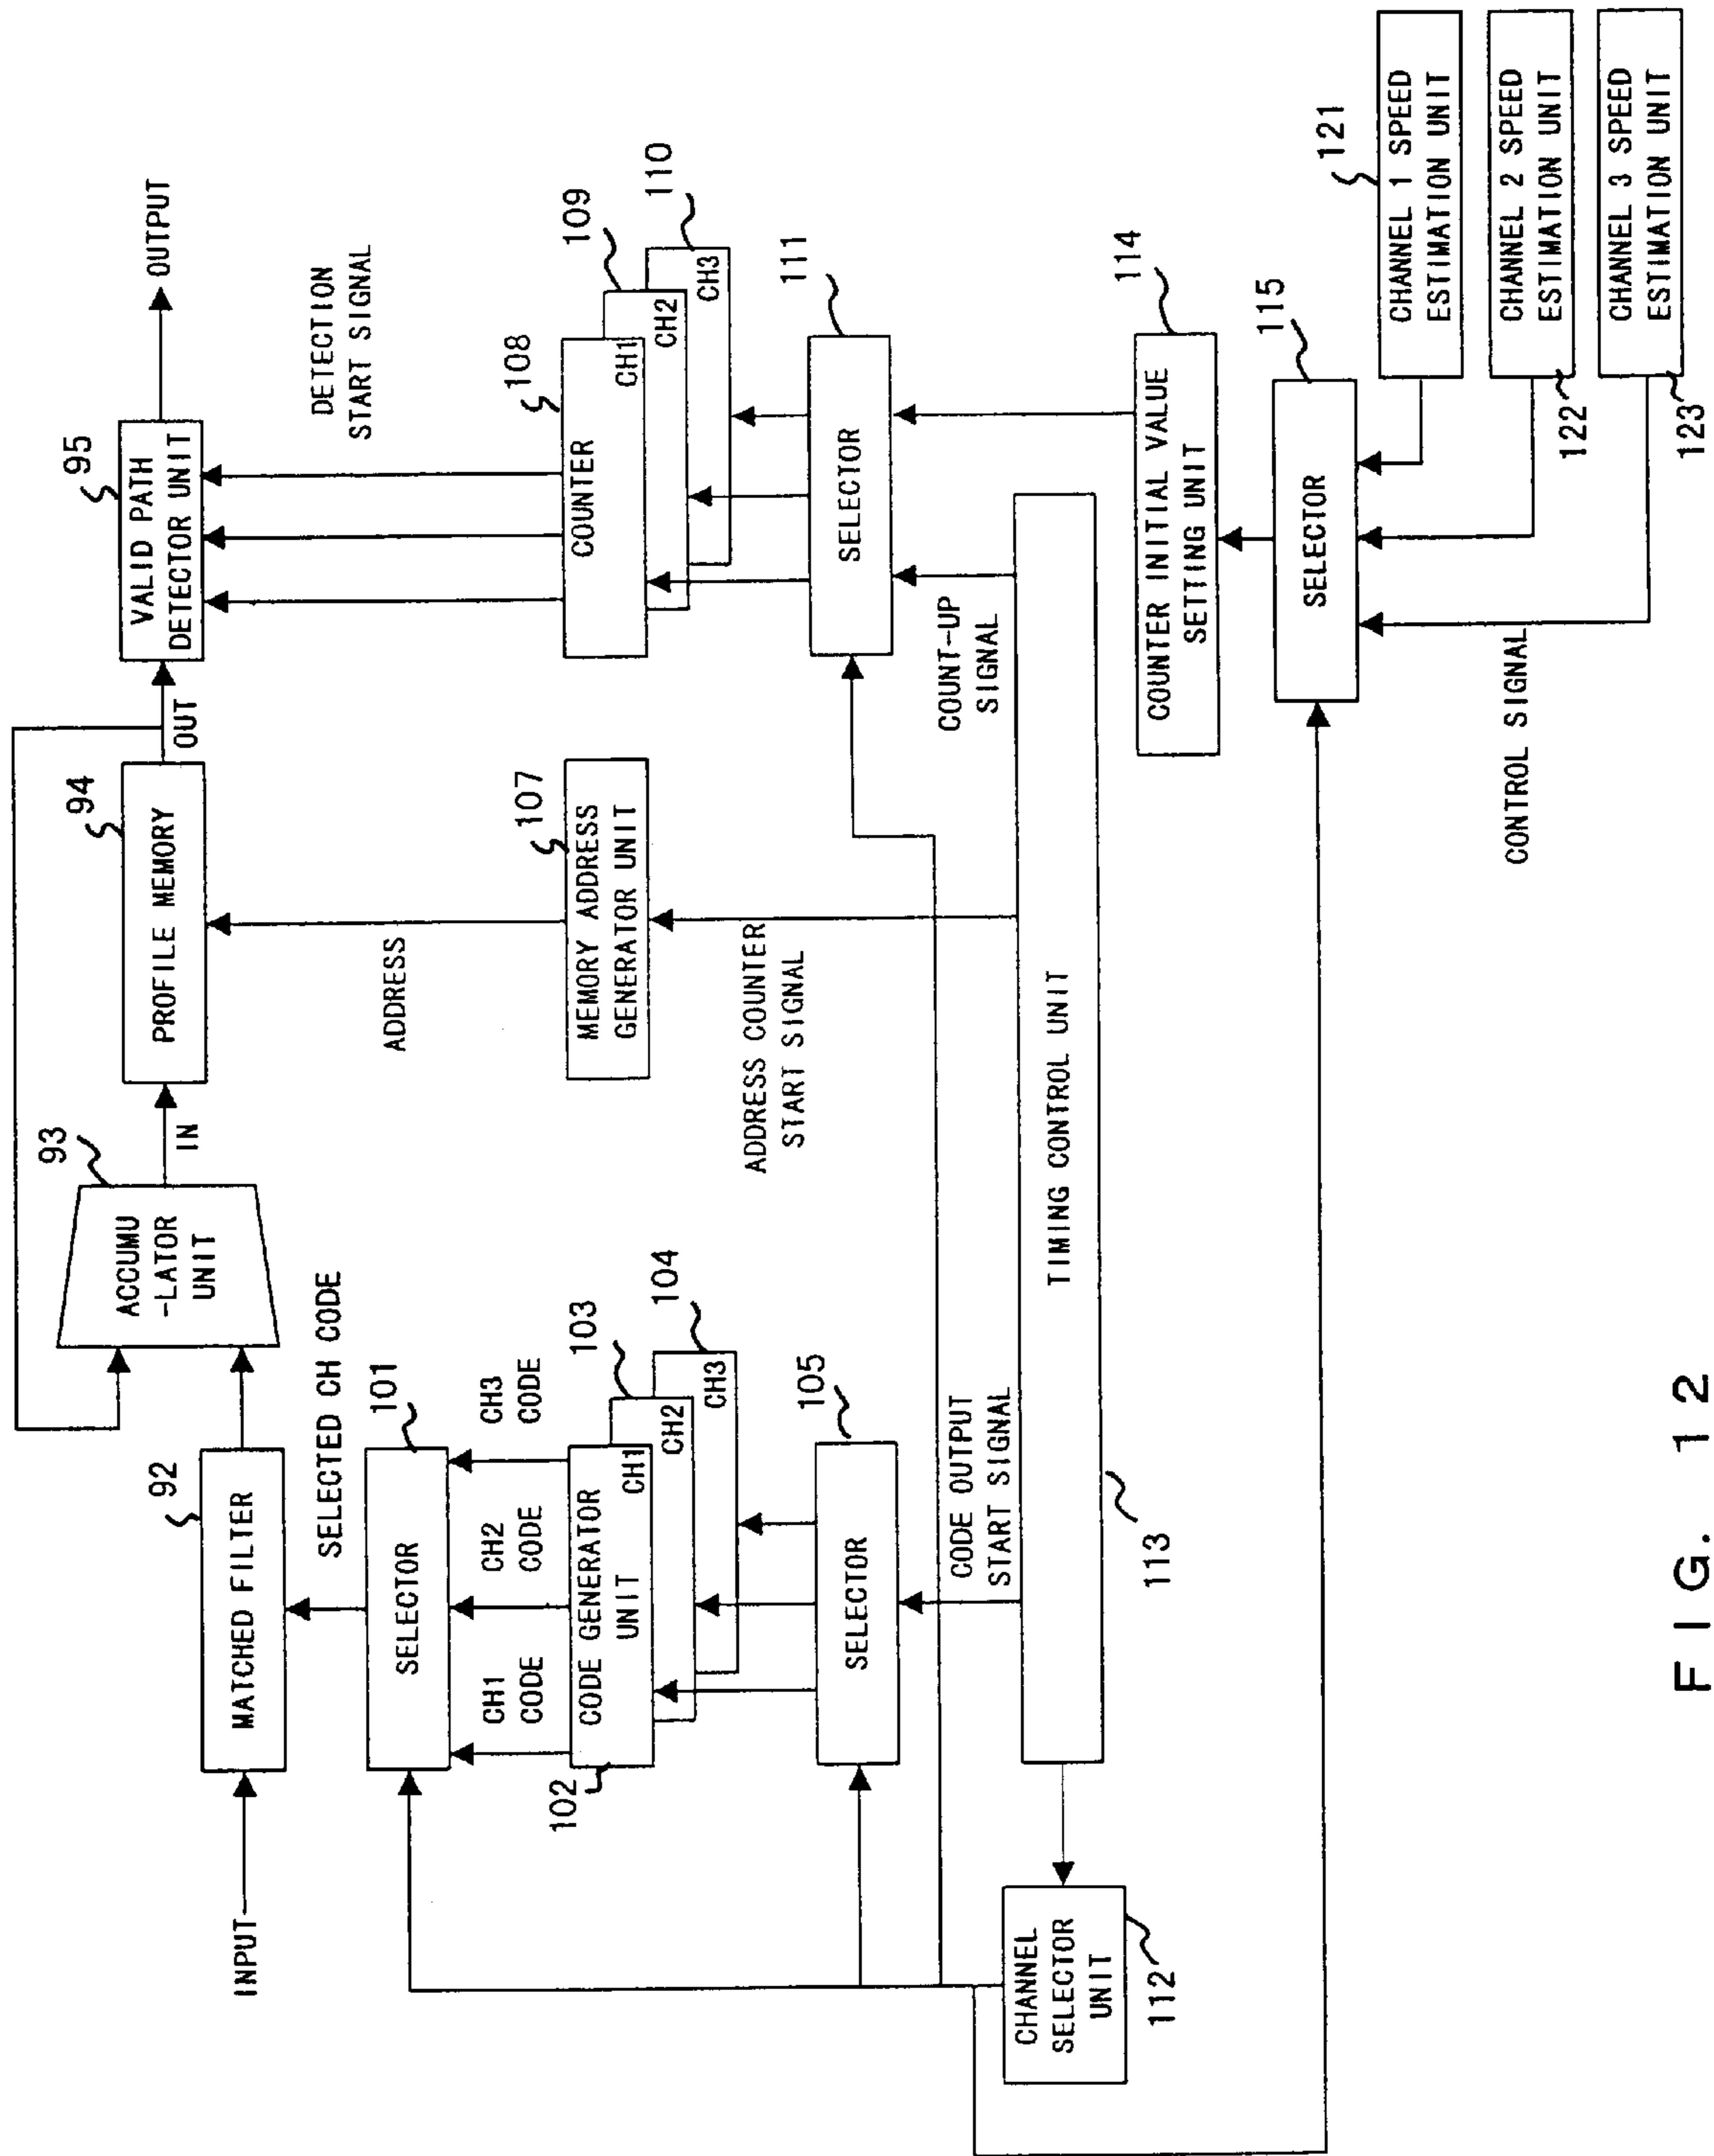 INPUT
MATCHED FILTER
92
ACCUMU
-LATOR
UNIT
93
IN
PROFILE MEMORY
94
OUT
VALID PATH
DETECTOR UNIT
95
OUTPUT
SELECTED CH CODE
SELECTOR
101
CH1
CODE
CH2
CODE
CH3
CODE
CODE GENERATOR
UNIT
CH1
102
CH2
103
CH3
104
SELECTOR
105
ADDRESS
MEMORY ADDRESS
GENERATOR UNIT
107
DETECTION
START SIGNAL
COUNTER
CH1
108
CH2
109
CH3
110
SELECTOR
111
CODE OUTPUT
START SIGNAL
ADDRESS COUNTER
START SIGNAL
COUNT-UP
SIGNAL
TIMING CONTROL UNIT
113
CHANNEL
SELECTOR
UNIT
112
COUNTER INITIAL VALUE
SETTING UNIT
114
SELECTOR
115
CONTROL SIGNAL
CHANNEL 1 SPEED
ESTIMATION UNIT
121
CHANNEL 2 SPEED
ESTIMATION UNIT
122
CHANNEL 3 SPEED
ESTIMATION UNIT
123
FIG. 12